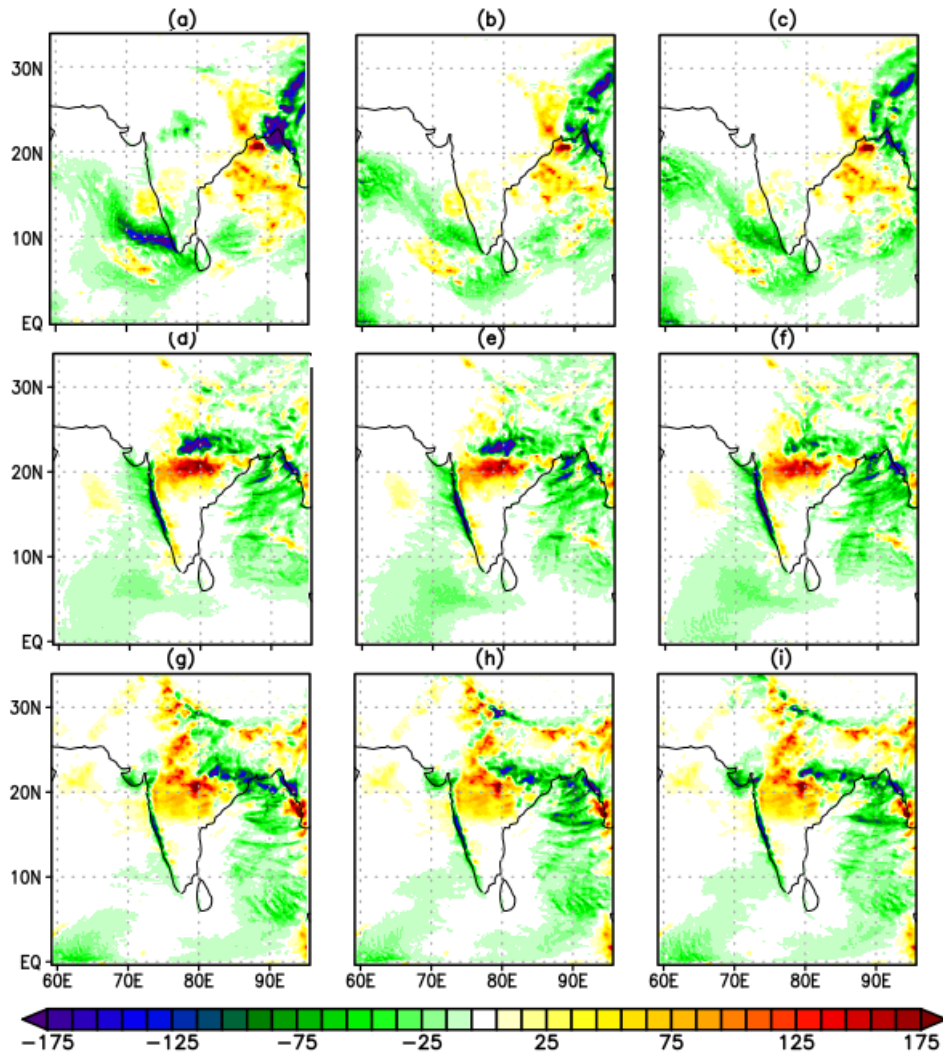 (a) (b) (c)
30N
20N
10N
EQ
(d) (e) (f)
30N
20N
10N
EQ
(g) (h) (i)
30N
20N
10N
EQ
60E 70E 80E 90E 60E 70E 80E 90E 60E 70E 80E 90E
−175 −125 −75 −25 25 75 125 175